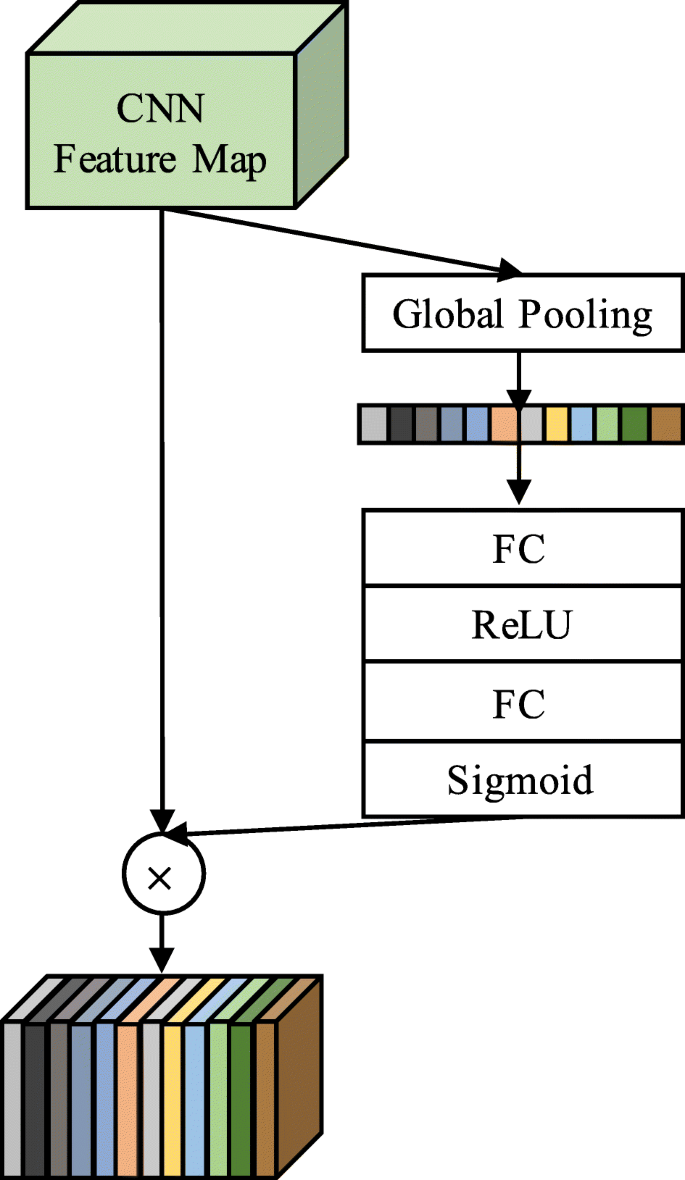 CNN
Feature Map
Global Pooling
FC
ReLU
FC
Sigmoid
×